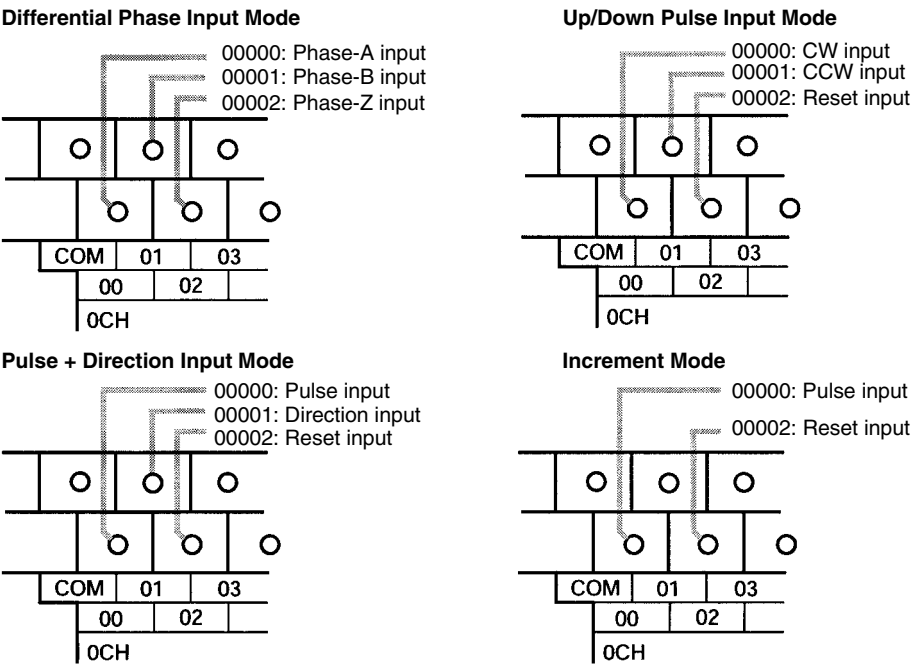 Differential Phase Input Mode
00000: Phase-A input
00001: Phase-B input
00002: Phase-Z input
COM 01 03
00 02
0CH
Up/Down Pulse Input Mode
00000: CW input
00001: CCW input
00002: Reset input
COM 01 03
00 02
0CH
Pulse + Direction Input Mode
00000: Pulse input
00001: Direction input
00002: Reset input
COM 01 03
00 02
0CH
Increment Mode
00000: Pulse input
00002: Reset input
COM 01 03
00 02
0CH